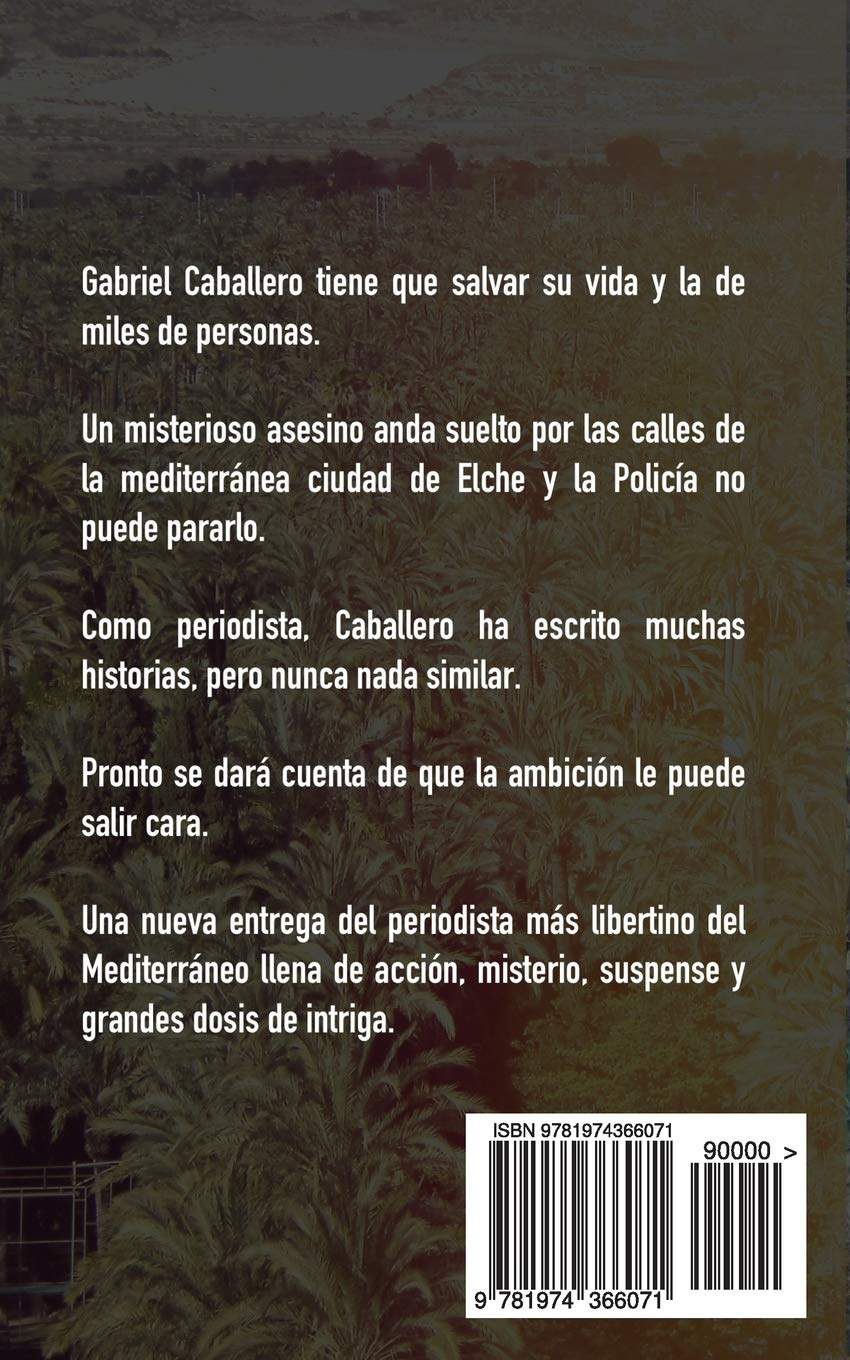 Gabriel Caballero tiene que salvar su vida y la de
miles de personas.
Un misterioso asesino anda suelto por las calles de
la mediterránea ciudad de Elche y la Policía no
puede pararlo.
Como periodista, Caballero ha escrito muchas
historias, pero nunca nada similar.
Pronto se dará cuenta de que la ambición le puede
salir cara.
Una nueva entrega del periodista más libertino del
Mediterráneo llena de acción, misterio, suspense y
grandes dosis de intriga.
ISBN 9781974366071
90000 >
9 781974 366071